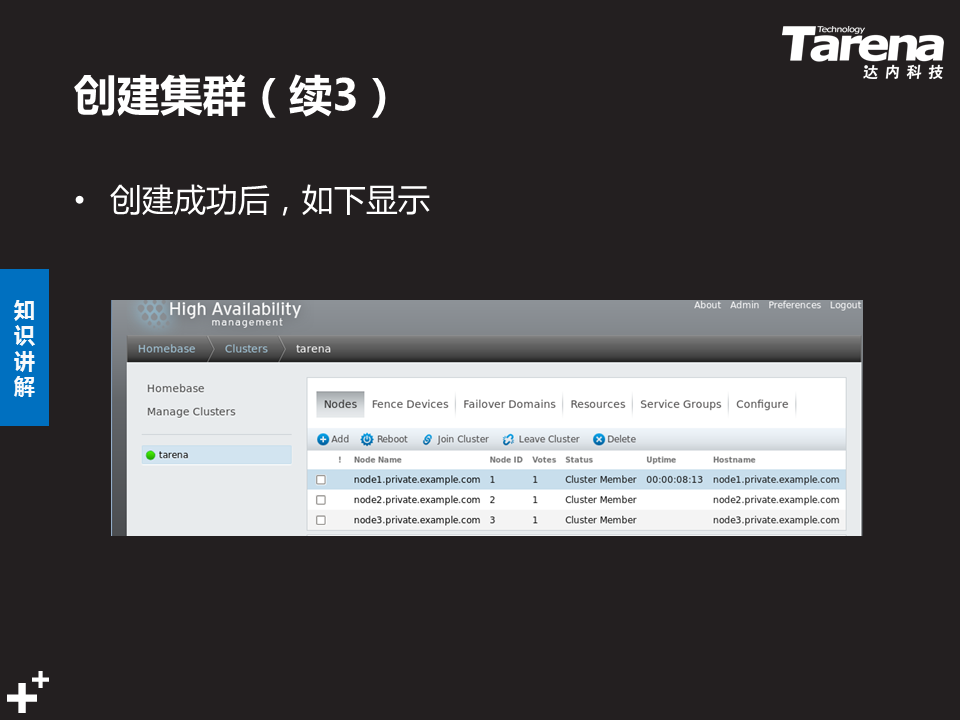 Technology
Tarena
达内科技
创建集群（续3）
• 创建成功后，如下显示
知识讲解
High Availability
management
About Admin Preferences Logout
Homebase Clusters tarena
Homebase
Manage Clusters
tarena
Nodes Fence Devices Failover Domains Resources Service Groups Configure
Add Reboot Join Cluster Leave Cluster Delete
! Node Name Node ID Votes Status Uptime Hostname
node1.private.example.com 1 1 Cluster Member 00:00:08:13 node1.private.example.com
node2.private.example.com 2 1 Cluster Member node2.private.example.com
node3.private.example.com 3 1 Cluster Member node3.private.example.com